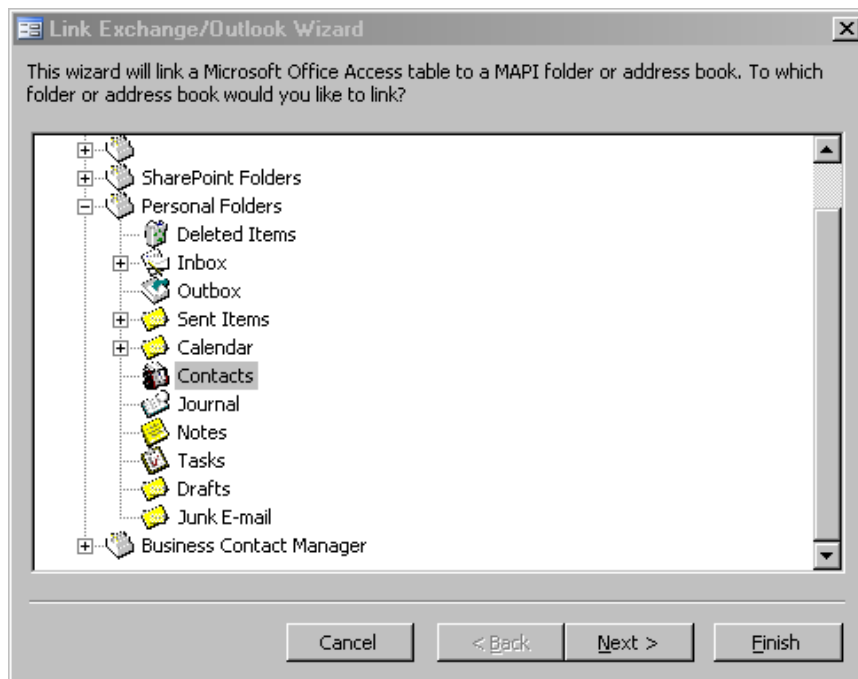 Link Exchange/Outlook Wizard
This wizard will link a Microsoft Office Access table to a MAPI folder or address book. To which
folder or address book would you like to link?
SharePoint Folders
Personal Folders
Deleted Items
Inbox
Outbox
Sent Items
Calendar
Contacts
Journal
Notes
Tasks
Drafts
Junk E-mail
Business Contact Manager
Cancel < Back Next > Finish